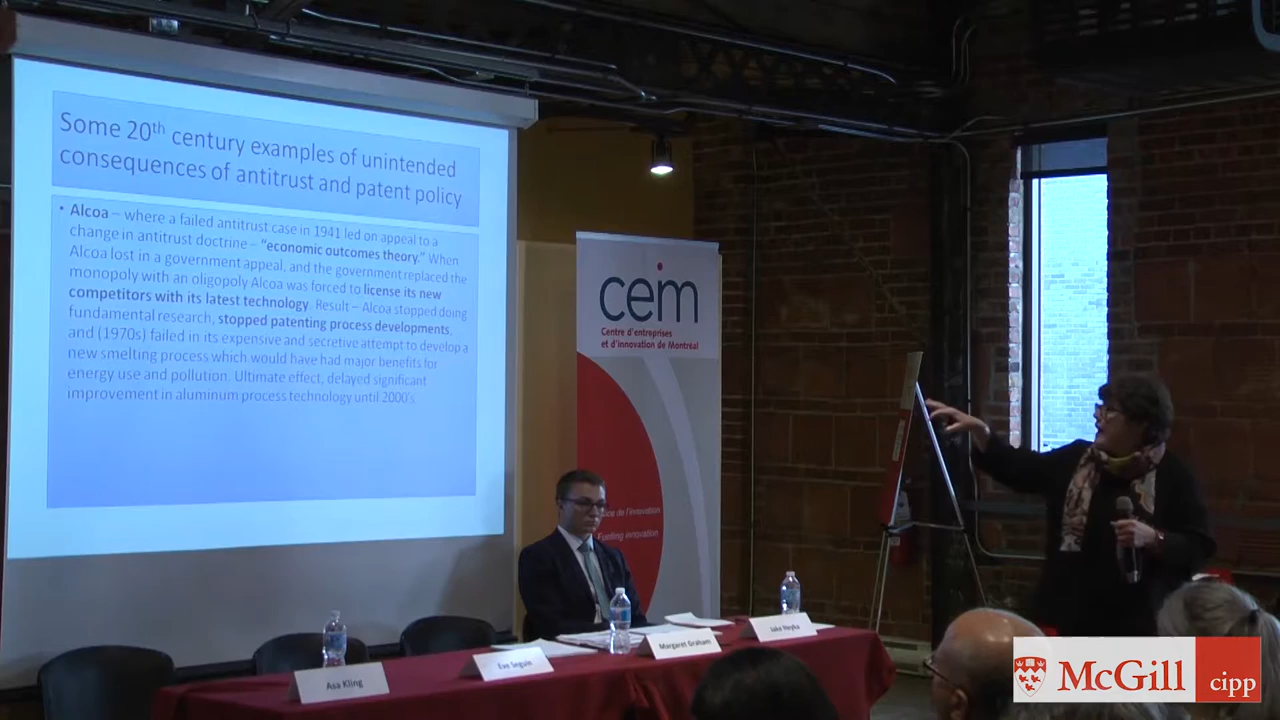 Some 20th century examples of unintended
consequences of antitrust and patent policy
• Alcoa – where a failed antitrust case in 1941 led on appeal to a
change in antitrust doctrine – "economic outcomes theory." When
Alcoa lost in a government appeal, and the government replaced the
monopoly with an oligopoly Alcoa was forced to license its new
competitors with its latest technology. Result – Alcoa stopped doing
fundamental research, stopped patenting process developments,
and (1970s) failed in its expensive and secretive attempt to develop a
new smelting process which would have had major benefits for
energy use and pollution. Ultimate effect, delayed significant
improvement in aluminum process technology until 2000's.
cem
Centre d'entreprises
et d'innovation de Montréal
de l'innovation
Fueling innovation
Asa Kling
Eve Seguin
Margaret Graham
Jake
McGill
cipp